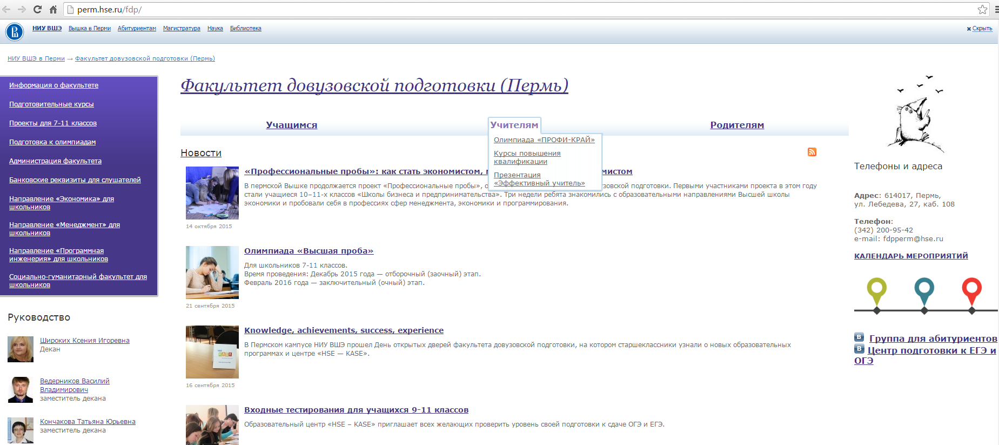 perm.hse.ru/fdp/
НИУ ВШЭ Вышка в Перми Абитуриентам Магистратура Наука Библиотека
Скрыть
НИУ ВШЭ в Перми → Факультет довузовской подготовки (Пермь)
Информация о факультете
Подготовительные курсы
Проекты для 7-11 классов
Подготовка к олимпиадам
Администрация факультета
Банковские реквизиты для слушателей
Направление «Экономика» для
школьников
Направление «Менеджмент» для
школьников
Направление «Программная
инженерия» для школьников
Социально-гуманитарный факультет для
школьников
Руководство
Широких Ксения Игоревна
Декан
Ведерников Василий
Владимирович
заместитель декана
Кончакова Татьяна Юрьевна
заместитель декана
Факультет довузовской подготовки (Пермь)
Учащимся
Учителям
Родителям
Олимпиада «ПРОФИ-КРАЙ»
Курсы повышения
квалификации
Презентация
«Эффективный учитель»
Новости
«Профессиональные пробы»: как стать экономистом,
В пермской Вышке продолжается проект «Профессиональные пробы», подготовки. Первыми участниками проекта в этом году
стали учащиеся 10–11-х классов «Школы бизнеса и предпринимательства». Три недели ребята знакомились с образовательными направлениями Высшей школы
экономики и пробовали себя в профессиях сфер менеджмента, экономики и программирования.
14 октября 2015
Олимпиада «Высшая проба»
Для школьников 7-11 классов.
Время проведения: Декабрь 2015 года — отборочный (заочный) этап.
Февраль 2016 года — заключительный (очный) этап.
21 сентября 2015
Knowledge, achievements, success, experience
В Пермском кампусе НИУ ВШЭ прошел День открытых дверей факультета довузовской подготовки, на котором старшеклассники узнали о новых образовательных
программах и центре «HSE — KASE».
HSE
KASE
16 сентября 2015
Входные тестирования для учащихся 9-11 классов
Образовательный центр «HSE – KASE» приглашает всех желающих проверить уровень своей подготовки к сдаче ОГЭ и ЕГЭ.
Телефоны и адреса
Адрес: 614017, Пермь,
ул. Лебедева, 27, каб. 108
Телефон:
(342) 200-95-42
e-mail: fdpperm@hse.ru
КАЛЕНДАРЬ МЕРОПРИЯТИЙ
В Группа для абитуриентов
В Центр подготовки к ЕГЭ и
ОГЭ